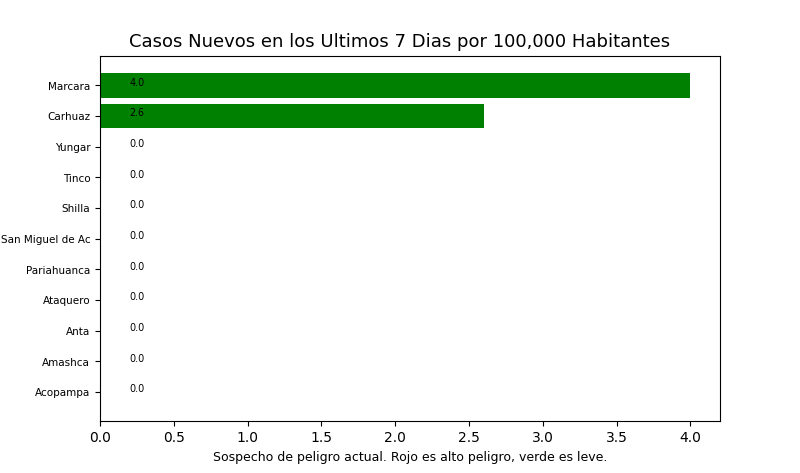 Casos Nuevos en los Ultimos 7 Dias por 100,000 Habitantes
Marcara 4.0
Carhuaz 2.6
Yungar 0.0
Tinco 0.0
Shilla 0.0
San Miguel de Ac 0.0
Pariahuanca 0.0
Ataquero 0.0
Anta 0.0
Amashca 0.0
Acopampa 0.0
0.0 0.5 1.0 1.5 2.0 2.5 3.0 3.5 4.0
Sospecho de peligro actual. Rojo es alto peligro, verde es leve.